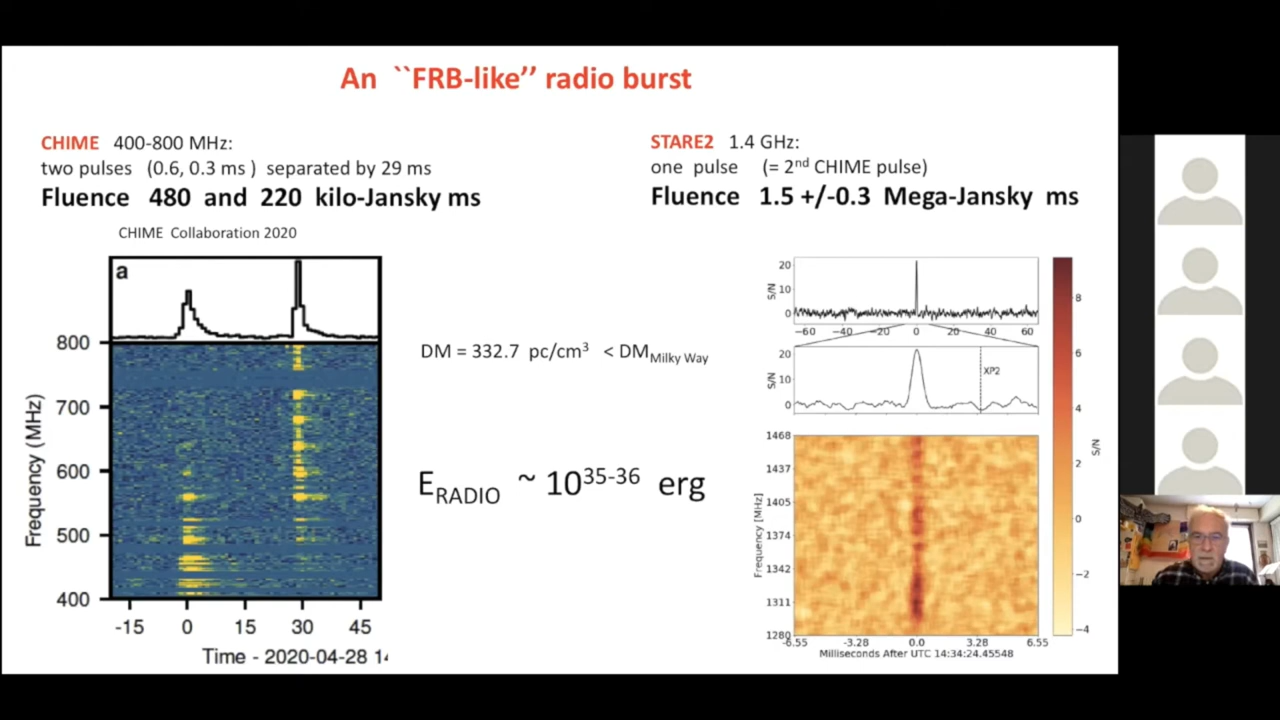 An ``FRB-like’’ radio burst
CHIME 400-800 MHz:
two pulses (0.6, 0.3 ms ) separated by 29 ms
Fluence 480 and 220 kilo-Jansky ms
CHIME Collaboration 2020
a
800
700
600
500
400
Frequency (MHz)
-15 0 15 30 45
Time - 2020-04-28 14
DM = 332.7 pc/cm³ < DM Milky Way
E RADIO ~ 10³⁵⁻³⁶ erg
STARE2 1.4 GHz:
one pulse (= 2ⁿᵈ CHIME pulse)
Fluence 1.5 +/-0.3 Mega-Jansky ms
20
10
0
S/N
−60 −40 −20 0 20 40 60
20
10
0
S/N
XP2
1468
1437
1405
1374
1342
1311
1280
Frequency [MHz]
-6.55 -3.28 0.0 3.28 6.55
Milliseconds After UTC 14:34:24.45548
8
6
4
2
0
−2
−4
S/N